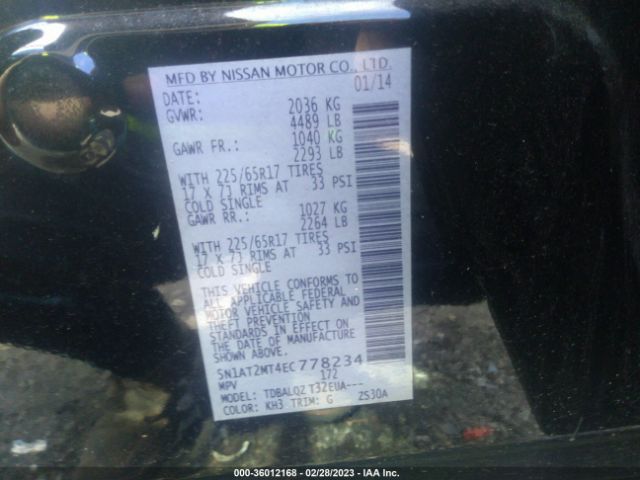 MFD BY NISSAN MOTOR CO., LTD.
DATE: 01/14
GVWR: 2036 KG
4489 LB
GAWR FR.: 1040 KG
2293 LB
WITH 225/65R17 TIRES
17 X 7J RIMS AT 33 PSI
COLD SINGLE
GAWR RR.: 1027 KG
2264 LB
WITH 225/65R17 TIRES
17 X 7J RIMS AT 33 PSI
COLD SINGLE
THIS VEHICLE CONFORMS TO
ALL APPLICABLE FEDERAL
MOTOR VEHICLE SAFETY AND
THEFT PREVENTION
STANDARDS IN EFFECT ON
THE DATE OF MANUFACTURE
SHOWN ABOVE.
5N1AT2MT4EC778234
MPV 172
MODEL: TDBALQZ T32EUA---
COLOR: KH3 TRIM: G ZS30A
000-36012168 - 02/28/2023 - IAA Inc.